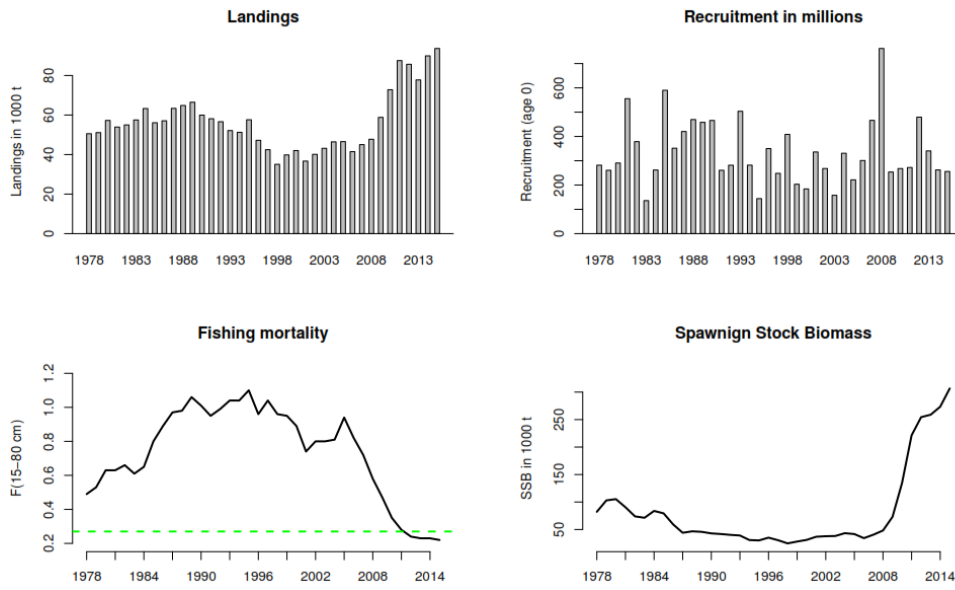 Landings
Landings in 1000 t
80
60
40
20
0
1978 1983 1988 1993 1998 2003 2008 2013
Recruitment in millions
Recruitment (age 0)
600
400
200
0
1978 1983 1988 1993 1998 2003 2008 2013
Fishing mortality
F(15–80 cm)
1.2
1.0
0.8
0.6
0.4
0.2
1978 1984 1990 1996 2002 2008 2014
Spawnign Stock Biomass
SSB in 1000 t
250
150
50
1978 1984 1990 1996 2002 2008 2014